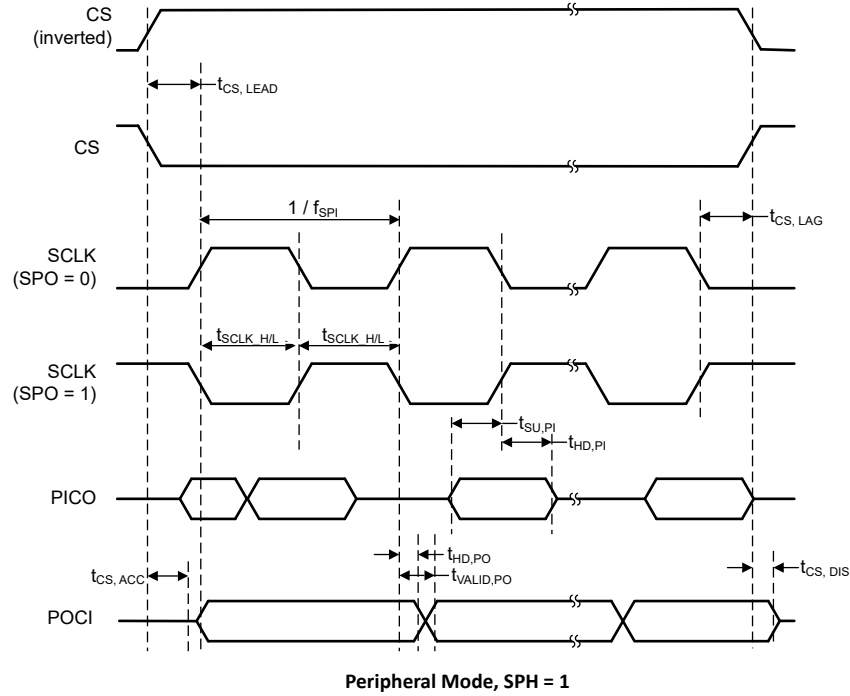 CS
(inverted)
tCS, LEAD
CS
1 / fSPI
tCS, LAG
SCLK
(SPO = 0)
tSCLK_H/L
tSCLK_H/L
SCLK
(SPO = 1)
tSU,PI
tHD,PI
PICO
tHD,PO
tCS, ACC
tVALID,PO
tCS, DIS
POCI
Peripheral Mode, SPH = 1